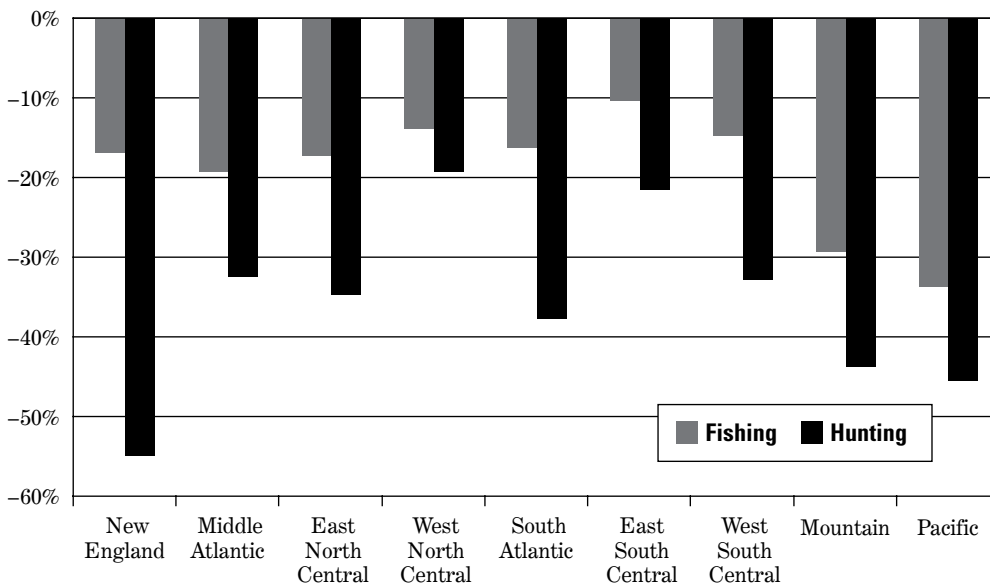 0%
–10%
–20%
–30%
–40%
–50%
–60%
Fishing Hunting
New Middle East West South East West Mountain Pacific
England Atlantic North North Atlantic South South
Central Central Central Central